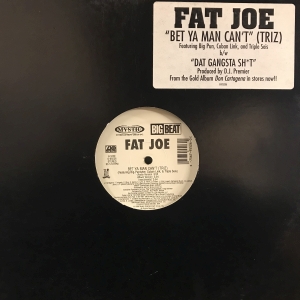 FAT JOE
"BET YA MAN CAN'T" (TRIZ)
Featuring Big Pun, Cuban Link, and Triple Seis
b/w
"DAT GANGSTA SH*T"
Produced by D.J. Premier
From the Gold Album Don Cartagena in stores now!!
MYSTIC
BIG BEAT
FAT JOE
BET YA MAN CAN'T (TRIZ)